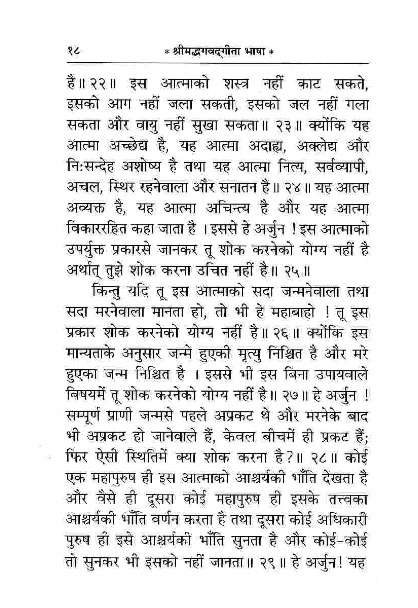 १८ * श्रीमद्भगवद्‌गीता भाषा *
है॥ २२॥ इस आत्माको शस्त्र नहीं काट सकते,
इसको आग नहीं जला सकती, इसको जल नहीं गला
सकता और वायु नहीं सुखा सकता॥ २३॥ क्योंकि यह
आत्मा अच्छेद्य है, यह आत्मा अदाह्य, अक्लेद्य और
नि:सन्देह अशोष्य है तथा यह आत्मा नित्य, सर्वव्यापी,
अचल, स्थिर रहनेवाला और सनातन है॥ २४॥ यह आत्मा
अव्यक्त है, यह आत्मा अचिन्त्य है और यह आत्मा
विकाररहित कहा जाता है । इससे हे अर्जुन ! इस आत्माको
उपर्युक्त प्रकारसे जानकर तू शोक करनेको योग्य नहीं है
अर्थात् तुझे शोक करना उचित नहीं है॥ २५॥
किन्तु यदि तू इस आत्माको सदा जन्मनेवाला तथा
सदा मरनेवाला मानता हो, तो भी हे महाबाहो ! तू इस
प्रकार शोक करनेको योग्य नहीं है॥ २६॥ क्योंकि इस
मान्यताके अनुसार जन्मे हुएकी मृत्यु निश्चित है और मरे
हुएका जन्म निश्चित है । इससे भी इस बिना उपायवाले
विषयमें तू शोक करनेको योग्य नहीं है॥ २७॥ हे अर्जुन !
सम्पूर्ण प्राणी जन्मसे पहले अप्रकट थे और मरनेके बाद
भी अप्रकट हो जानेवाले हैं, केवल बीचमें ही प्रकट हैं;
फिर ऐसी स्थितिमें क्या शोक करना है?॥ २८॥ कोई
एक महापुरुष ही इस आत्माको आश्चर्यकी भाँति देखता है
और वैसे ही दूसरा कोई महापुरुष ही इसके तत्त्वका
आश्चर्यकी भाँति वर्णन करता है तथा दूसरा कोई अधिकारी
पुरुष ही इसे आश्चर्यकी भाँति सुनता है और कोई-कोई
तो सुनकर भी इसको नहीं जानता॥ २९॥ हे अर्जुन! यह